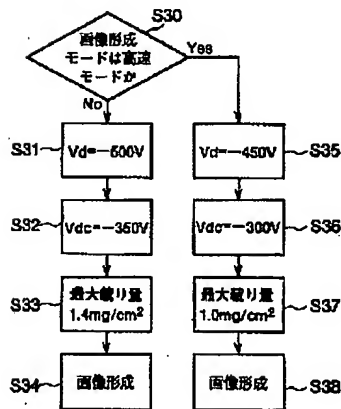 S30
画像形成
モードは高速
モードか
Yes
No
S31
Vd=-500V
Vd=-450V
S35
S32
Vdc=-350V
Vdc=-300V
S36
S33
最大載り量
1.4mg/cm²
最大載り量
1.0mg/cm²
S37
S34
画像形成
画像形成
S38